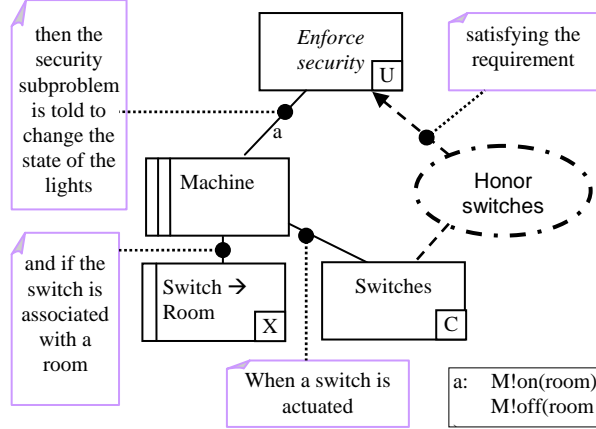 then the
security
subproblem
is told to
change the
state of the
lights
Enforce
security
U
satisfying the
requirement
a
Machine
Honor
switches
and if the
switch is
associated
with a
room
Switch →
Room
X
Switches
C
When a switch is
actuated
a: M!on(room)
M!off(room